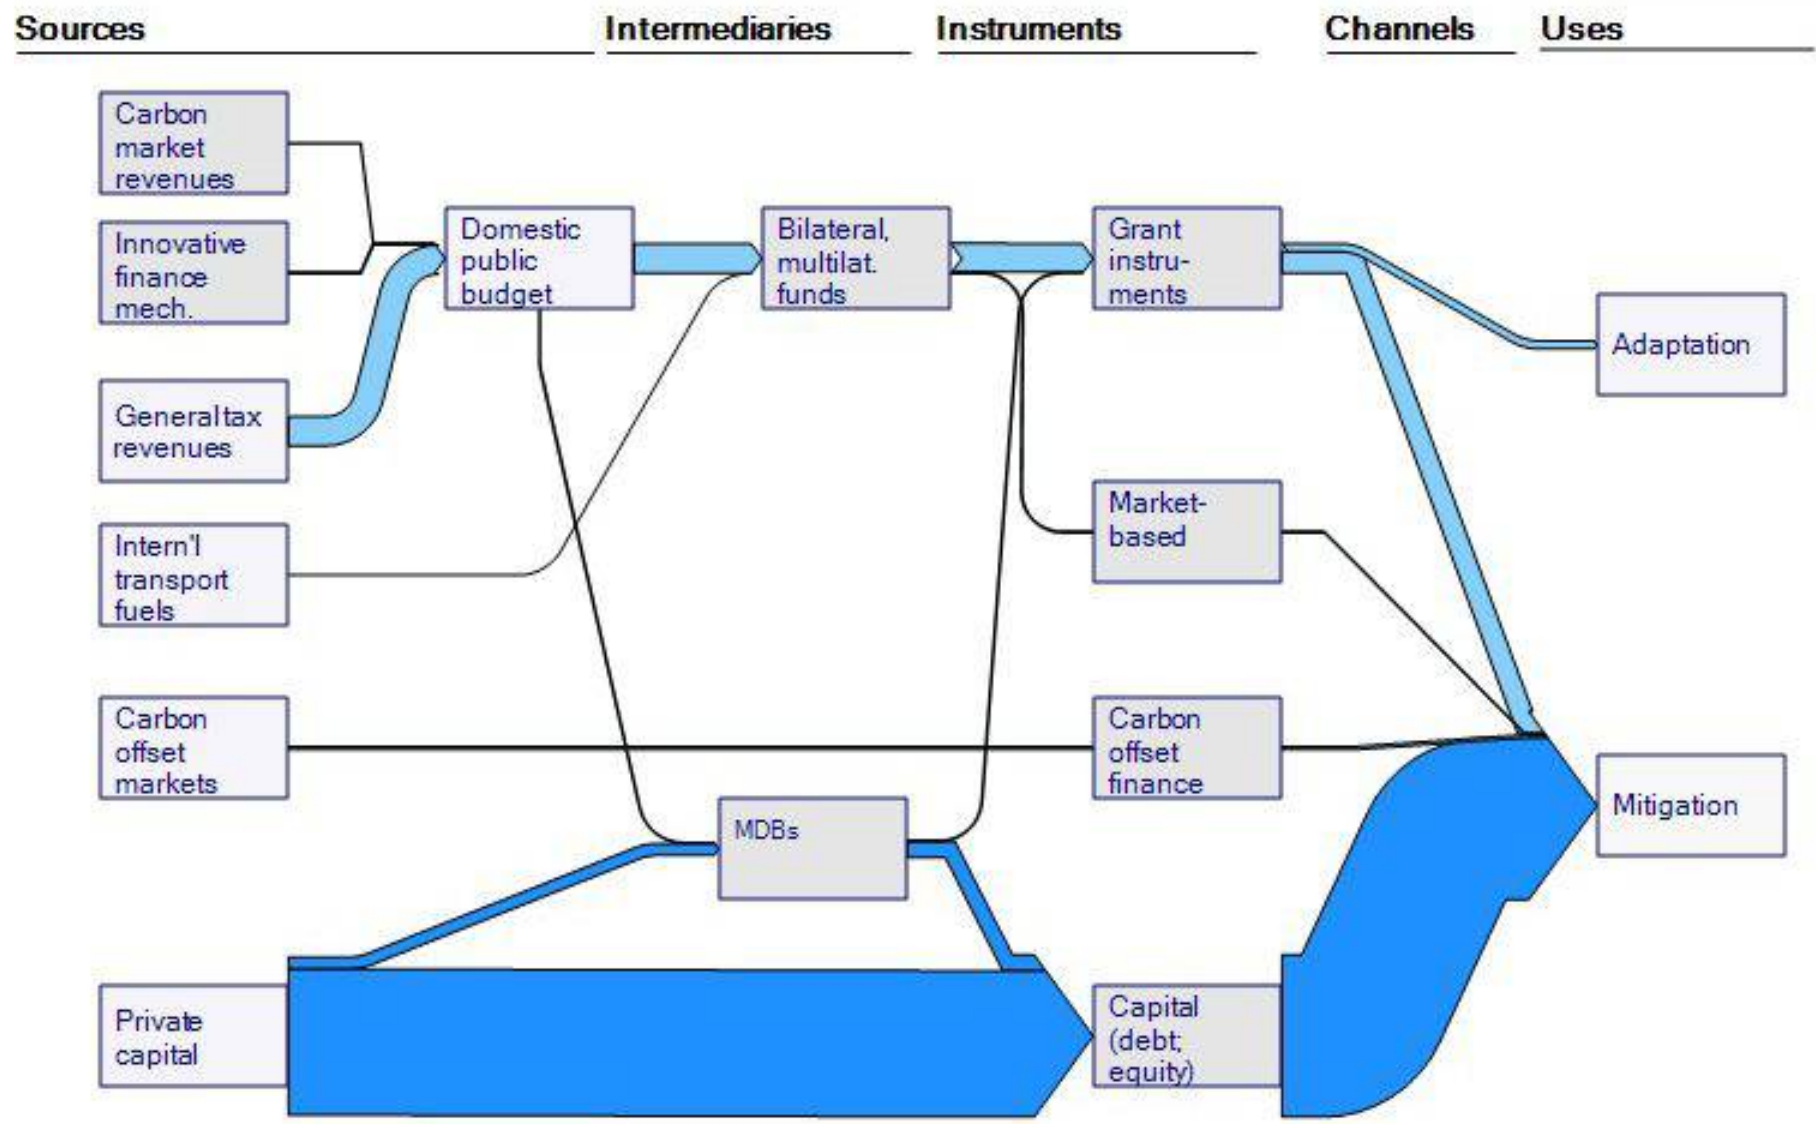 Sources
Intermediaries
Instruments
Channels
Uses
Carbon
market
revenues
Innovative
finance
mech.
General tax
revenues
Intern'l
transport
fuels
Carbon
offset
markets
Private
capital
Domestic
public
budget
Bilateral,
multilat.
funds
MDBs
Grant
instru-
ments
Market-
based
Carbon
offset
finance
Capital
(debt;
equity)
Adaptation
Mitigation